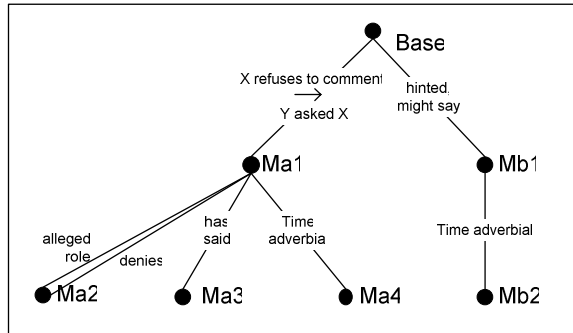 Base
X refuses to comment
→
Y asked X
hinted,
might say
Ma1
Mb1
alleged
role
denies
has
said
Time
adverbia
Time adverbial
Ma2
Ma3
Ma4
Mb2